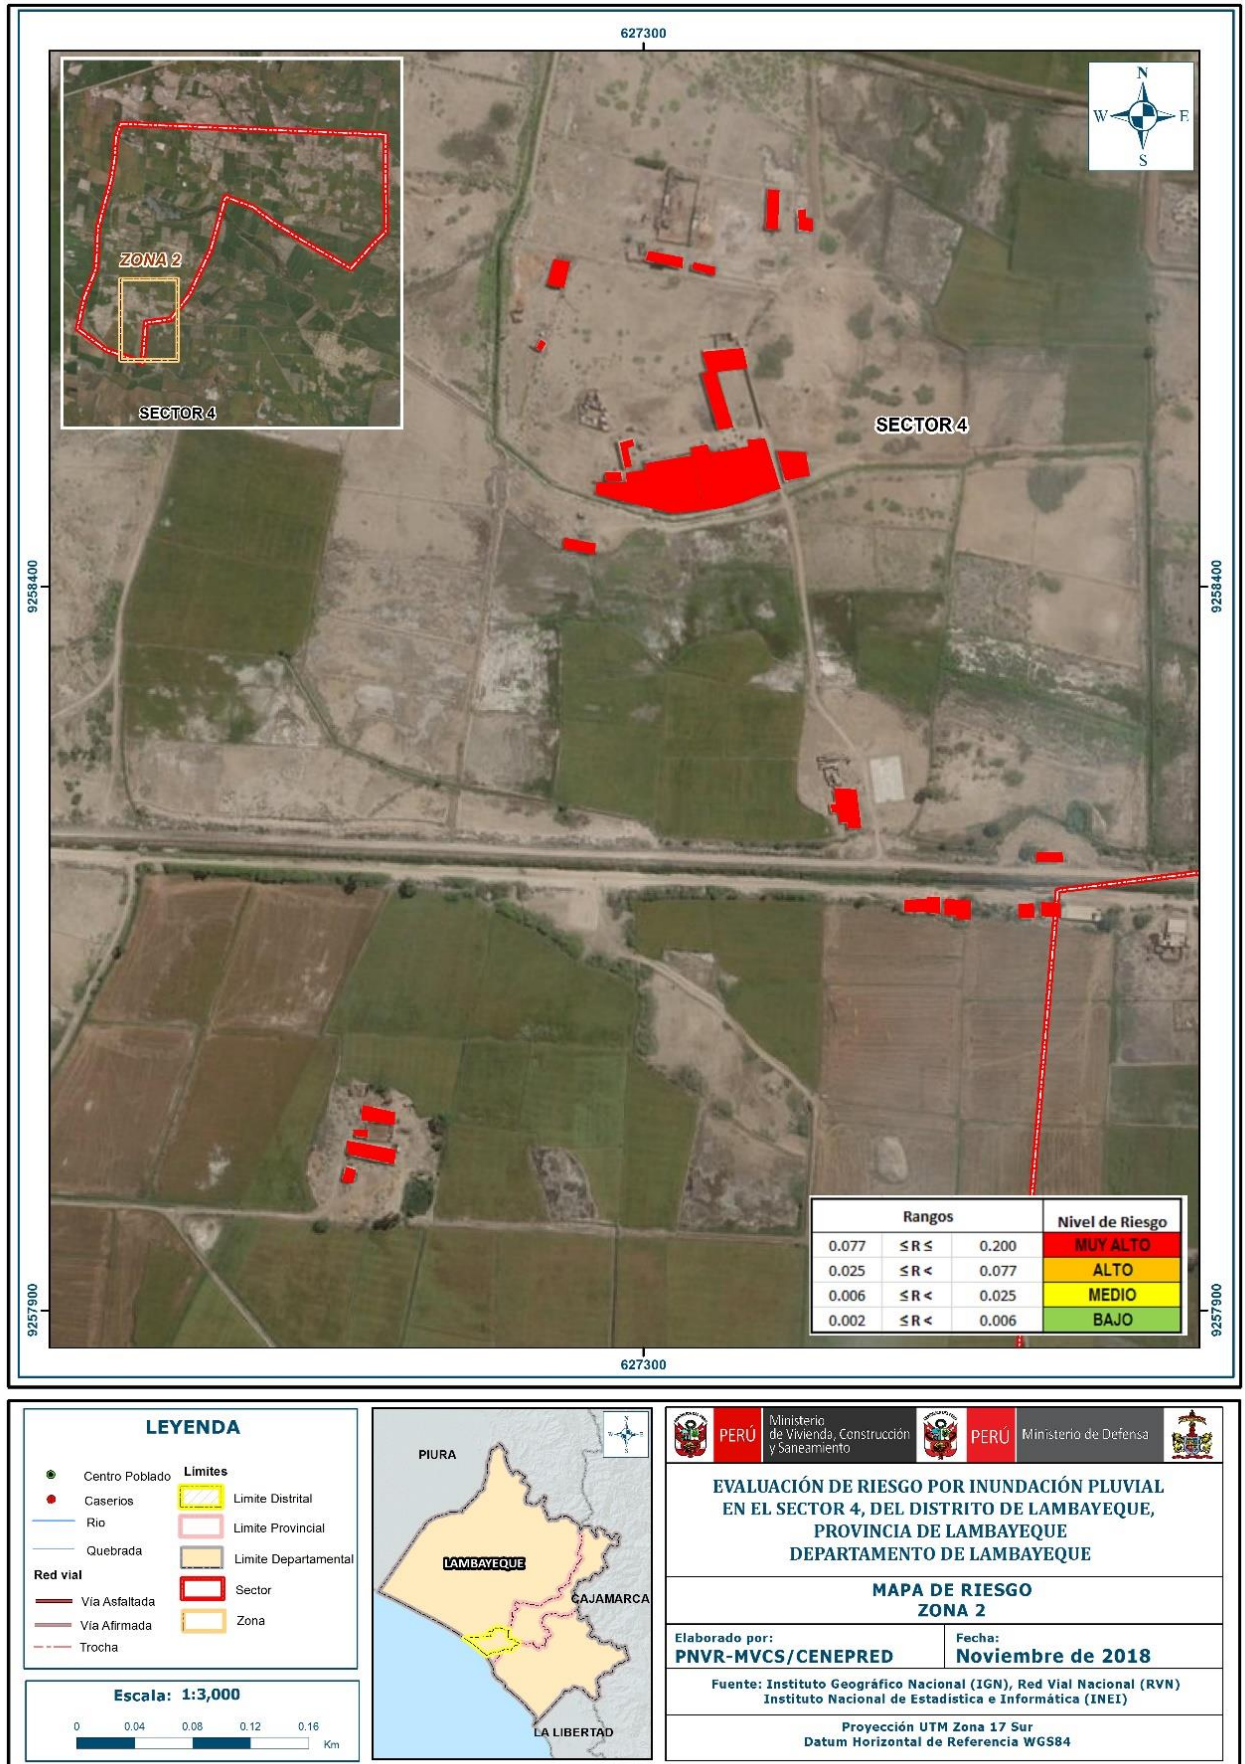 627300
N
W E
S
ZONA 2
SECTOR 4
SECTOR 4
9258400
9258400
9257900
9257900
Rangos Nivel de Riesgo
0.077 ≤ R ≤ 0.200 MUY ALTO
0.025 ≤ R < 0.077 ALTO
0.006 ≤ R < 0.025 MEDIO
0.002 ≤ R < 0.006 BAJO
627300
LEYENDA
Centro Poblado
Caserios
Rio
Quebrada
Red vial
Vía Asfaltada
Vía Afirmada
Trocha
Límites
Limite Distrital
Limite Provincial
Limite Departamental
Sector
Zona
Escala: 1:3,000
0 0.04 0.08 0.12 0.16
Km
PIURA
N
W E
S
LAMBAYEQUE
CAJAMARCA
LA LIBERTAD
PERÚ
Ministerio
de Vivienda, Construcción
y Saneamiento
PERÚ
Ministerio de Defensa
EVALUACIÓN DE RIESGO POR INUNDACIÓN PLUVIAL
EN EL SECTOR 4, DEL DISTRITO DE LAMBAYEQUE,
PROVINCIA DE LAMBAYEQUE
DEPARTAMENTO DE LAMBAYEQUE
MAPA DE RIESGO
ZONA 2
Elaborado por:
PNVR-MVCS/CENEPRED
Fecha:
Noviembre de 2018
Fuente: Instituto Geográfico Nacional (IGN), Red Vial Nacional (RVN)
Instituto Nacional de Estadistica e Informática (INEI)
Proyección UTM Zona 17 Sur
Datum Horizontal de Referencia WGS84